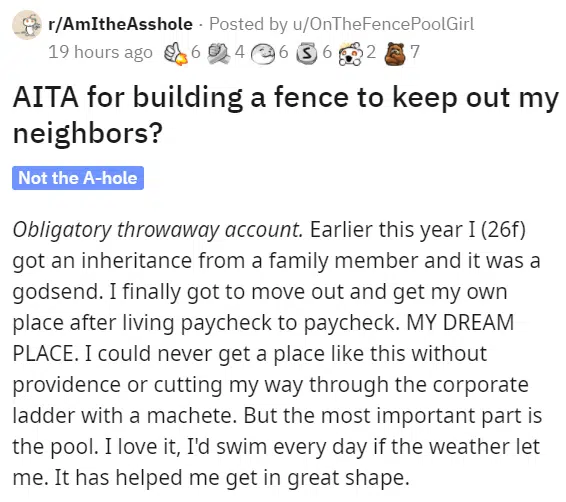 r/AmItheAsshole · Posted by u/OnTheFencePoolGirl
19 hours ago 6 4 6 S 6 2 7
AITA for building a fence to keep out my
neighbors?
Not the A-hole
Obligatory throwaway account. Earlier this year I (26f)
got an inheritance from a family member and it was a
godsend. I finally got to move out and get my own
place after living paycheck to paycheck. MY DREAM
PLACE. I could never get a place like this without
providence or cutting my way through the corporate
ladder with a machete. But the most important part is
the pool. I love it, I'd swim every day if the weather let
me. It has helped me get in great shape.